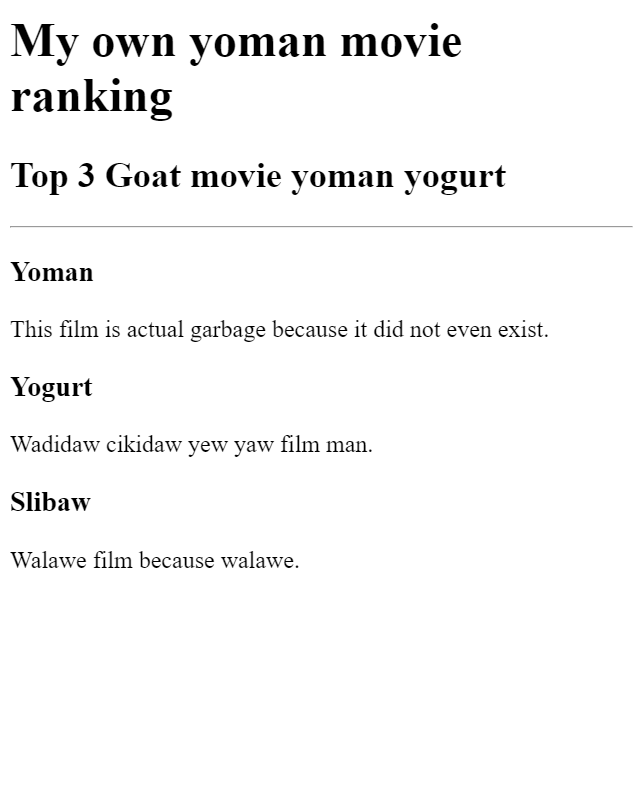 My own yoman movie
ranking
Top 3 Goat movie yoman yogurt
Yoman
This film is actual garbage because it did not even exist.
Yogurt
Wadidaw cikidaw yew yaw film man.
Slibaw
Walawe film because walawe.